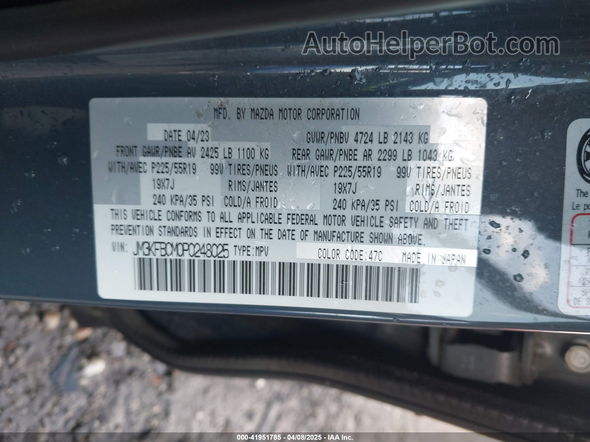 AutoHelperBot.com
MFD. BY MAZDA MOTOR CORPORATION
DATE 04/23 GVWR/PNBV 4724 LB 2143 KG
FRONT GAWR/PNBE AV 2425 LB 1100 KG REAR GAWR/PNBE AR 2299 LB 1043 KG
WITH/AVEC P225/55R19 99V TIRES/PNEUS WITH/AVEC P225/55R19 99V TIRES/PNEUS
19X7J RIMS/JANTES 19X7J RIMS/JANTES
240 KPA/35 PSI COLD/A FROID 240 KPA/35 PSI COLD/A FROID
THIS VEHICLE CONFORMS TO ALL APPLICABLE FEDERAL MOTOR VEHICLE SAFETY AND THEFT
PREVENTION STANDARDS IN EFFECT ON THE DATE OF MANUFACTURE SHOWN ABOVE.
VIN: JM3KFBCM0P0248025 TYPE:MPV COLOR CODE:47C MADE IN JAPAN
000-41951785 - 04/08/2025 - IAA Inc.